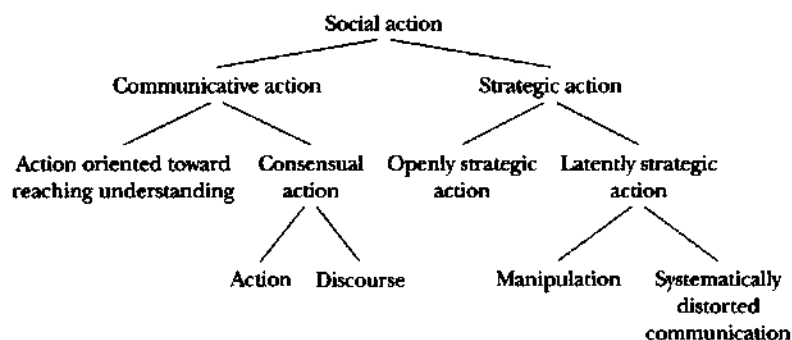 Social action
Communicative action Strategic action
Action oriented toward Consensual Openly strategic Latently strategic
reaching understanding action action action
Action Discourse Manipulation Systematically
distorted
communication